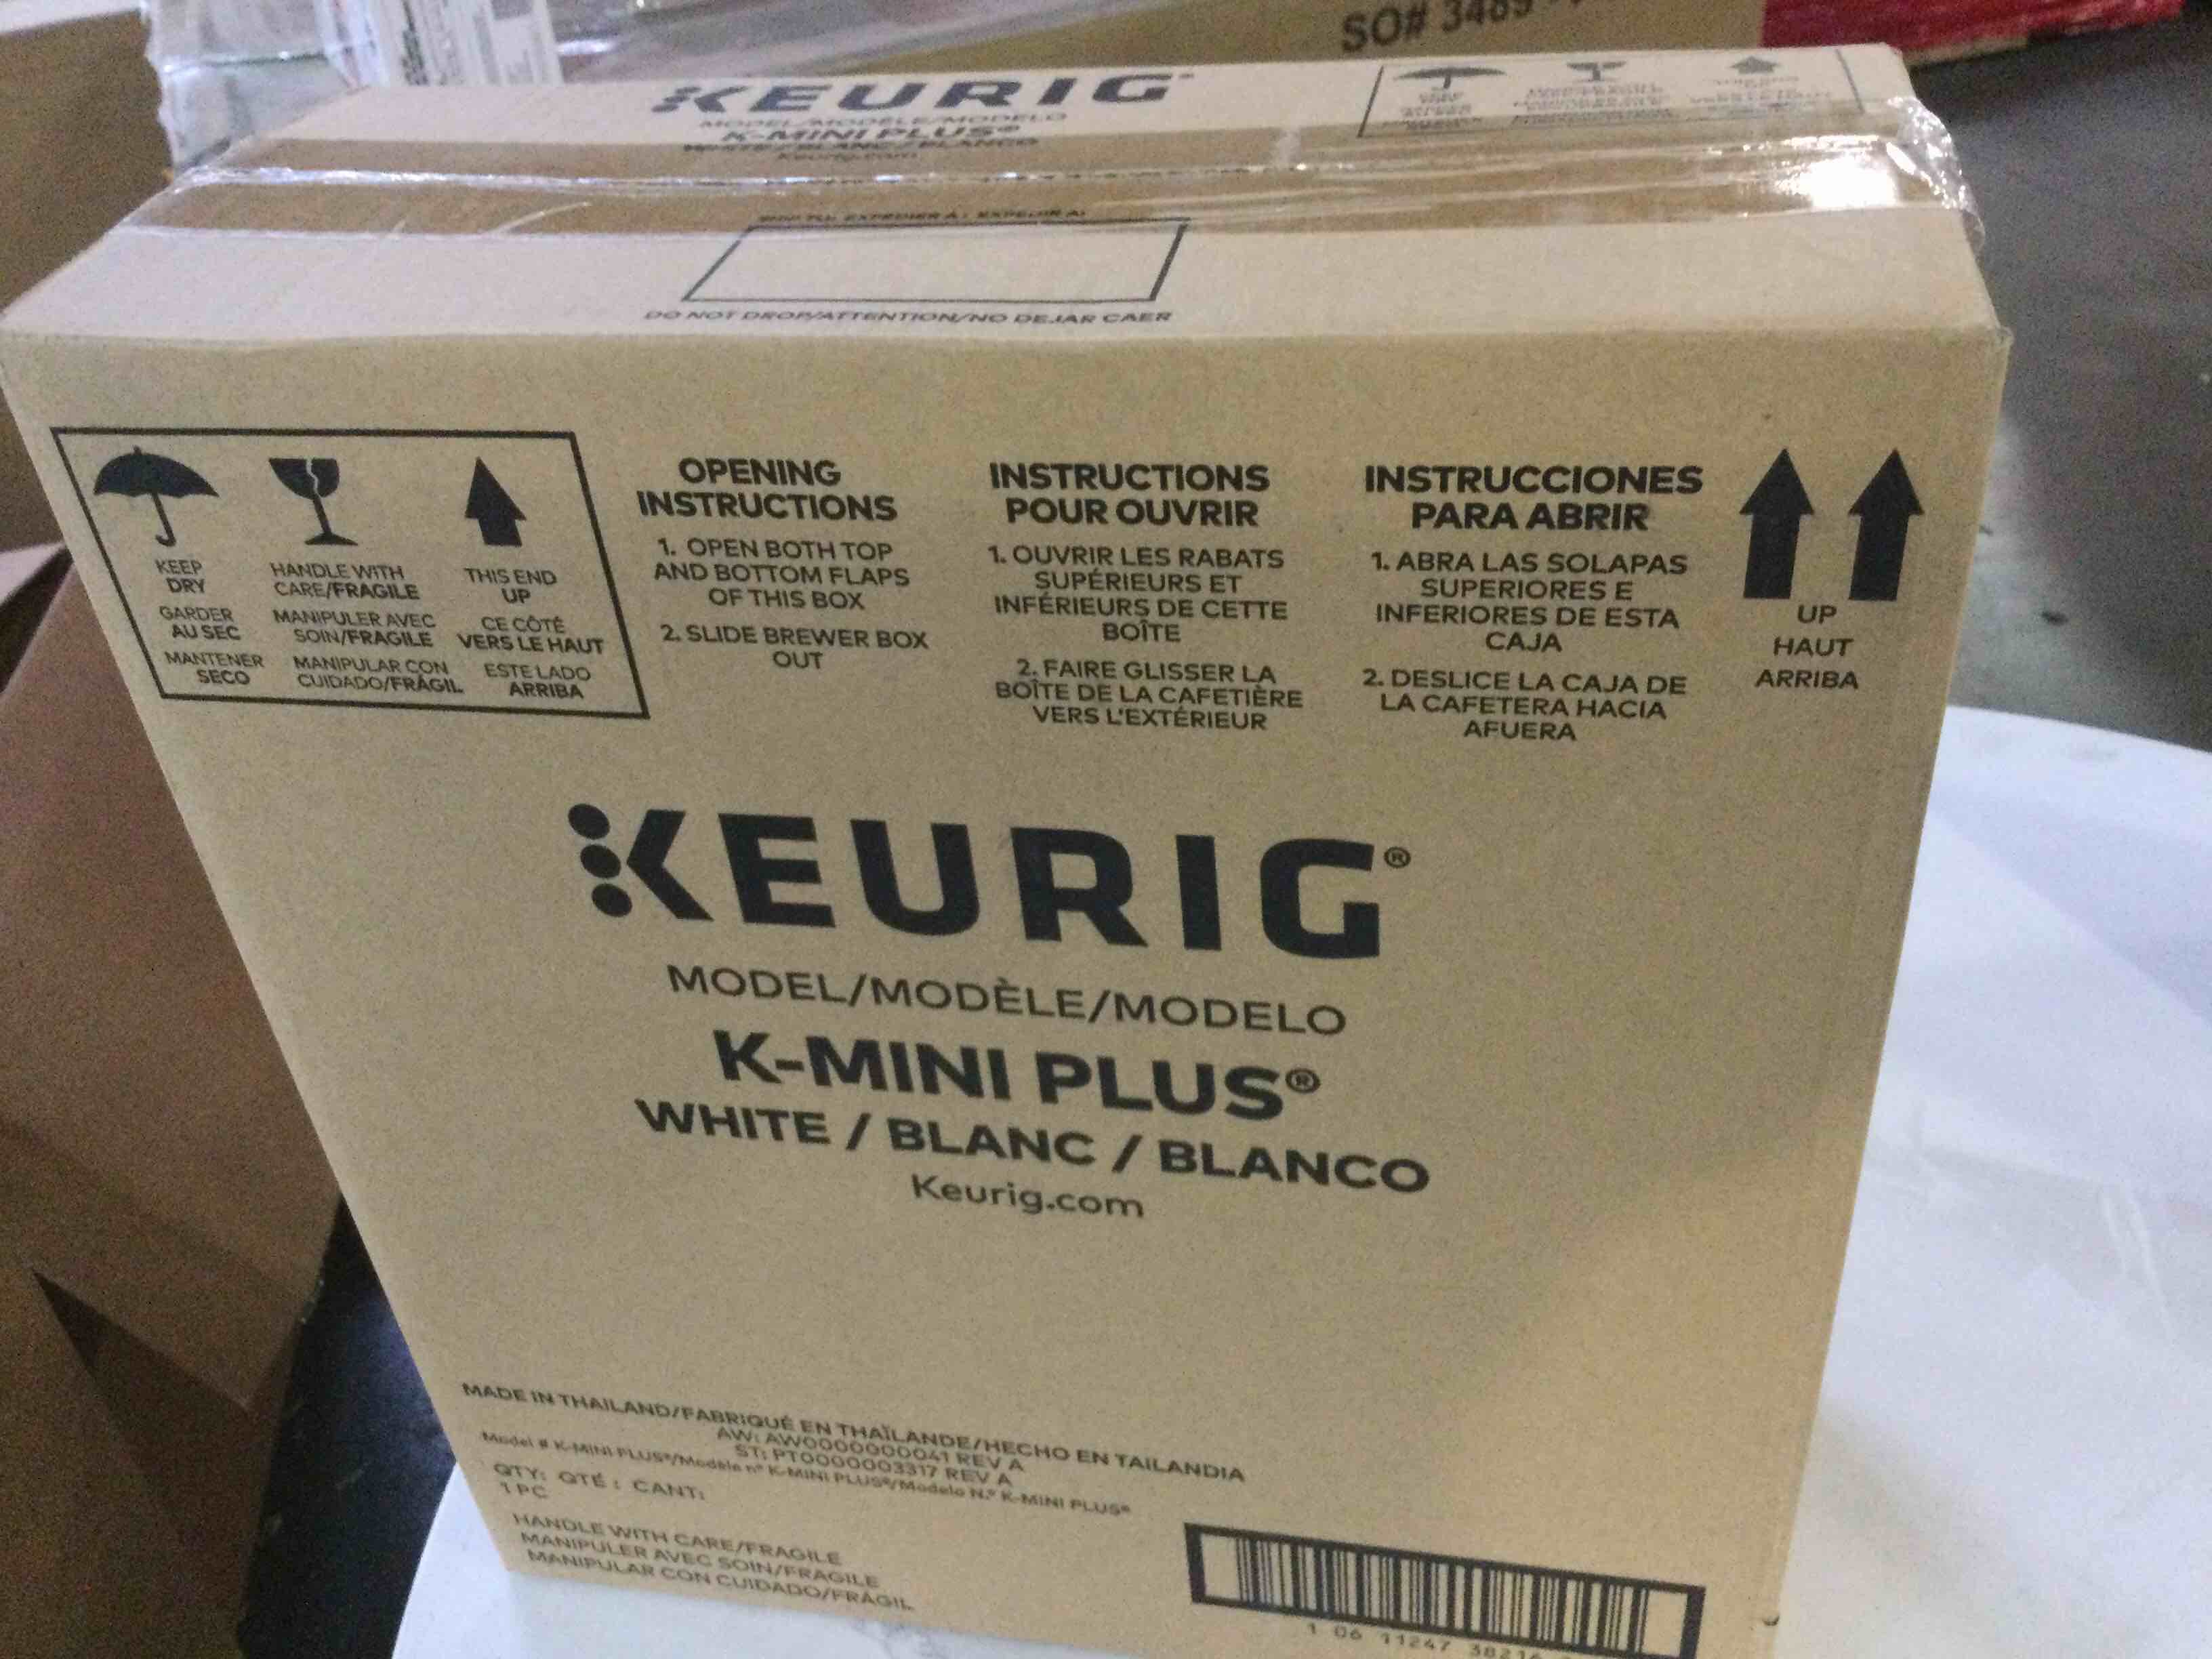 SO# 3489
KEURIG
MODEL/MODÈLE/MODELO
K-MINI PLUS®
WHITE / BLANC / BLANCO
Keurig.com
DO NOT DROP/ATTENTION/NO DEJAR CAER
KEEP
DRY
GARDER
AU SEC
MANTENER
SECO
HANDLE WITH
CARE/FRAGILE
MANIPULER AVEC
SOIN/FRAGILE
MANIPULAR CON
CUIDADO/FRÁGIL
THIS END
UP
CE CÔTÉ
VERS LE HAUT
ESTE LADO
ARRIBA
OPENING
INSTRUCTIONS
1. OPEN BOTH TOP
AND BOTTOM FLAPS
OF THIS BOX
2. SLIDE BREWER BOX
OUT
INSTRUCTIONS
POUR OUVRIR
1. OUVRIR LES RABATS
SUPÉRIEURS ET
INFÉRIEURS DE CETTE
BOÎTE
2. FAIRE GLISSER LA
BOÎTE DE LA CAFETIÈRE
VERS L'EXTÉRIEUR
INSTRUCCIONES
PARA ABRIR
1. ABRA LAS SOLAPAS
SUPERIORES E
INFERIORES DE ESTA
CAJA
2. DESLICE LA CAJA DE
LA CAFETERA HACIA
AFUERA
UP
HAUT
ARRIBA
KEURIG®
MODEL/MODÈLE/MODELO
K-MINI PLUS®
WHITE / BLANC / BLANCO
Keurig.com
MADE IN THAILAND/FABRIQUÉ EN THAÏLANDE/HECHO EN TAILANDIA
AW: AW0000000041 REV A
ST: PT0000003317 REV A
Model # K-MINI PLUS®/Modèle n° K-MINI PLUS®/Modelo N.° K-MINI PLUS®
QTY: QTÉ : CANT:
1 PC
HANDLE WITH CARE/FRAGILE
MANIPULER AVEC SOIN/FRAGILE
MANIPULAR CON CUIDADO/FRÁGIL
1 06 11247